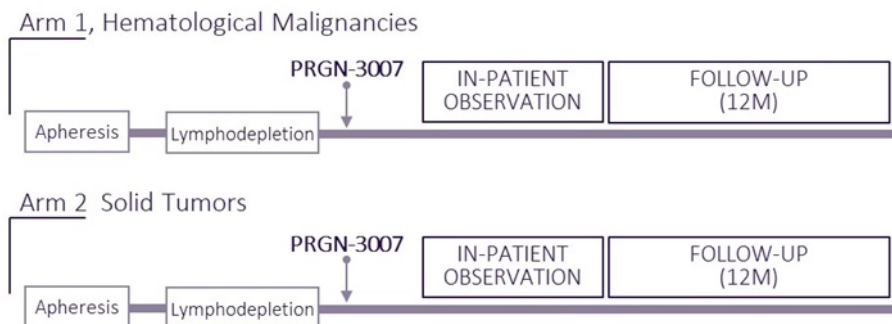 Arm 1, Hematological Malignancies
PRGN-3007
IN-PATIENT
OBSERVATION
FOLLOW-UP
(12M)
Apheresis
Lymphodepletion
Arm 2 Solid Tumors
PRGN-3007
IN-PATIENT
OBSERVATION
FOLLOW-UP
(12M)
Apheresis
Lymphodepletion